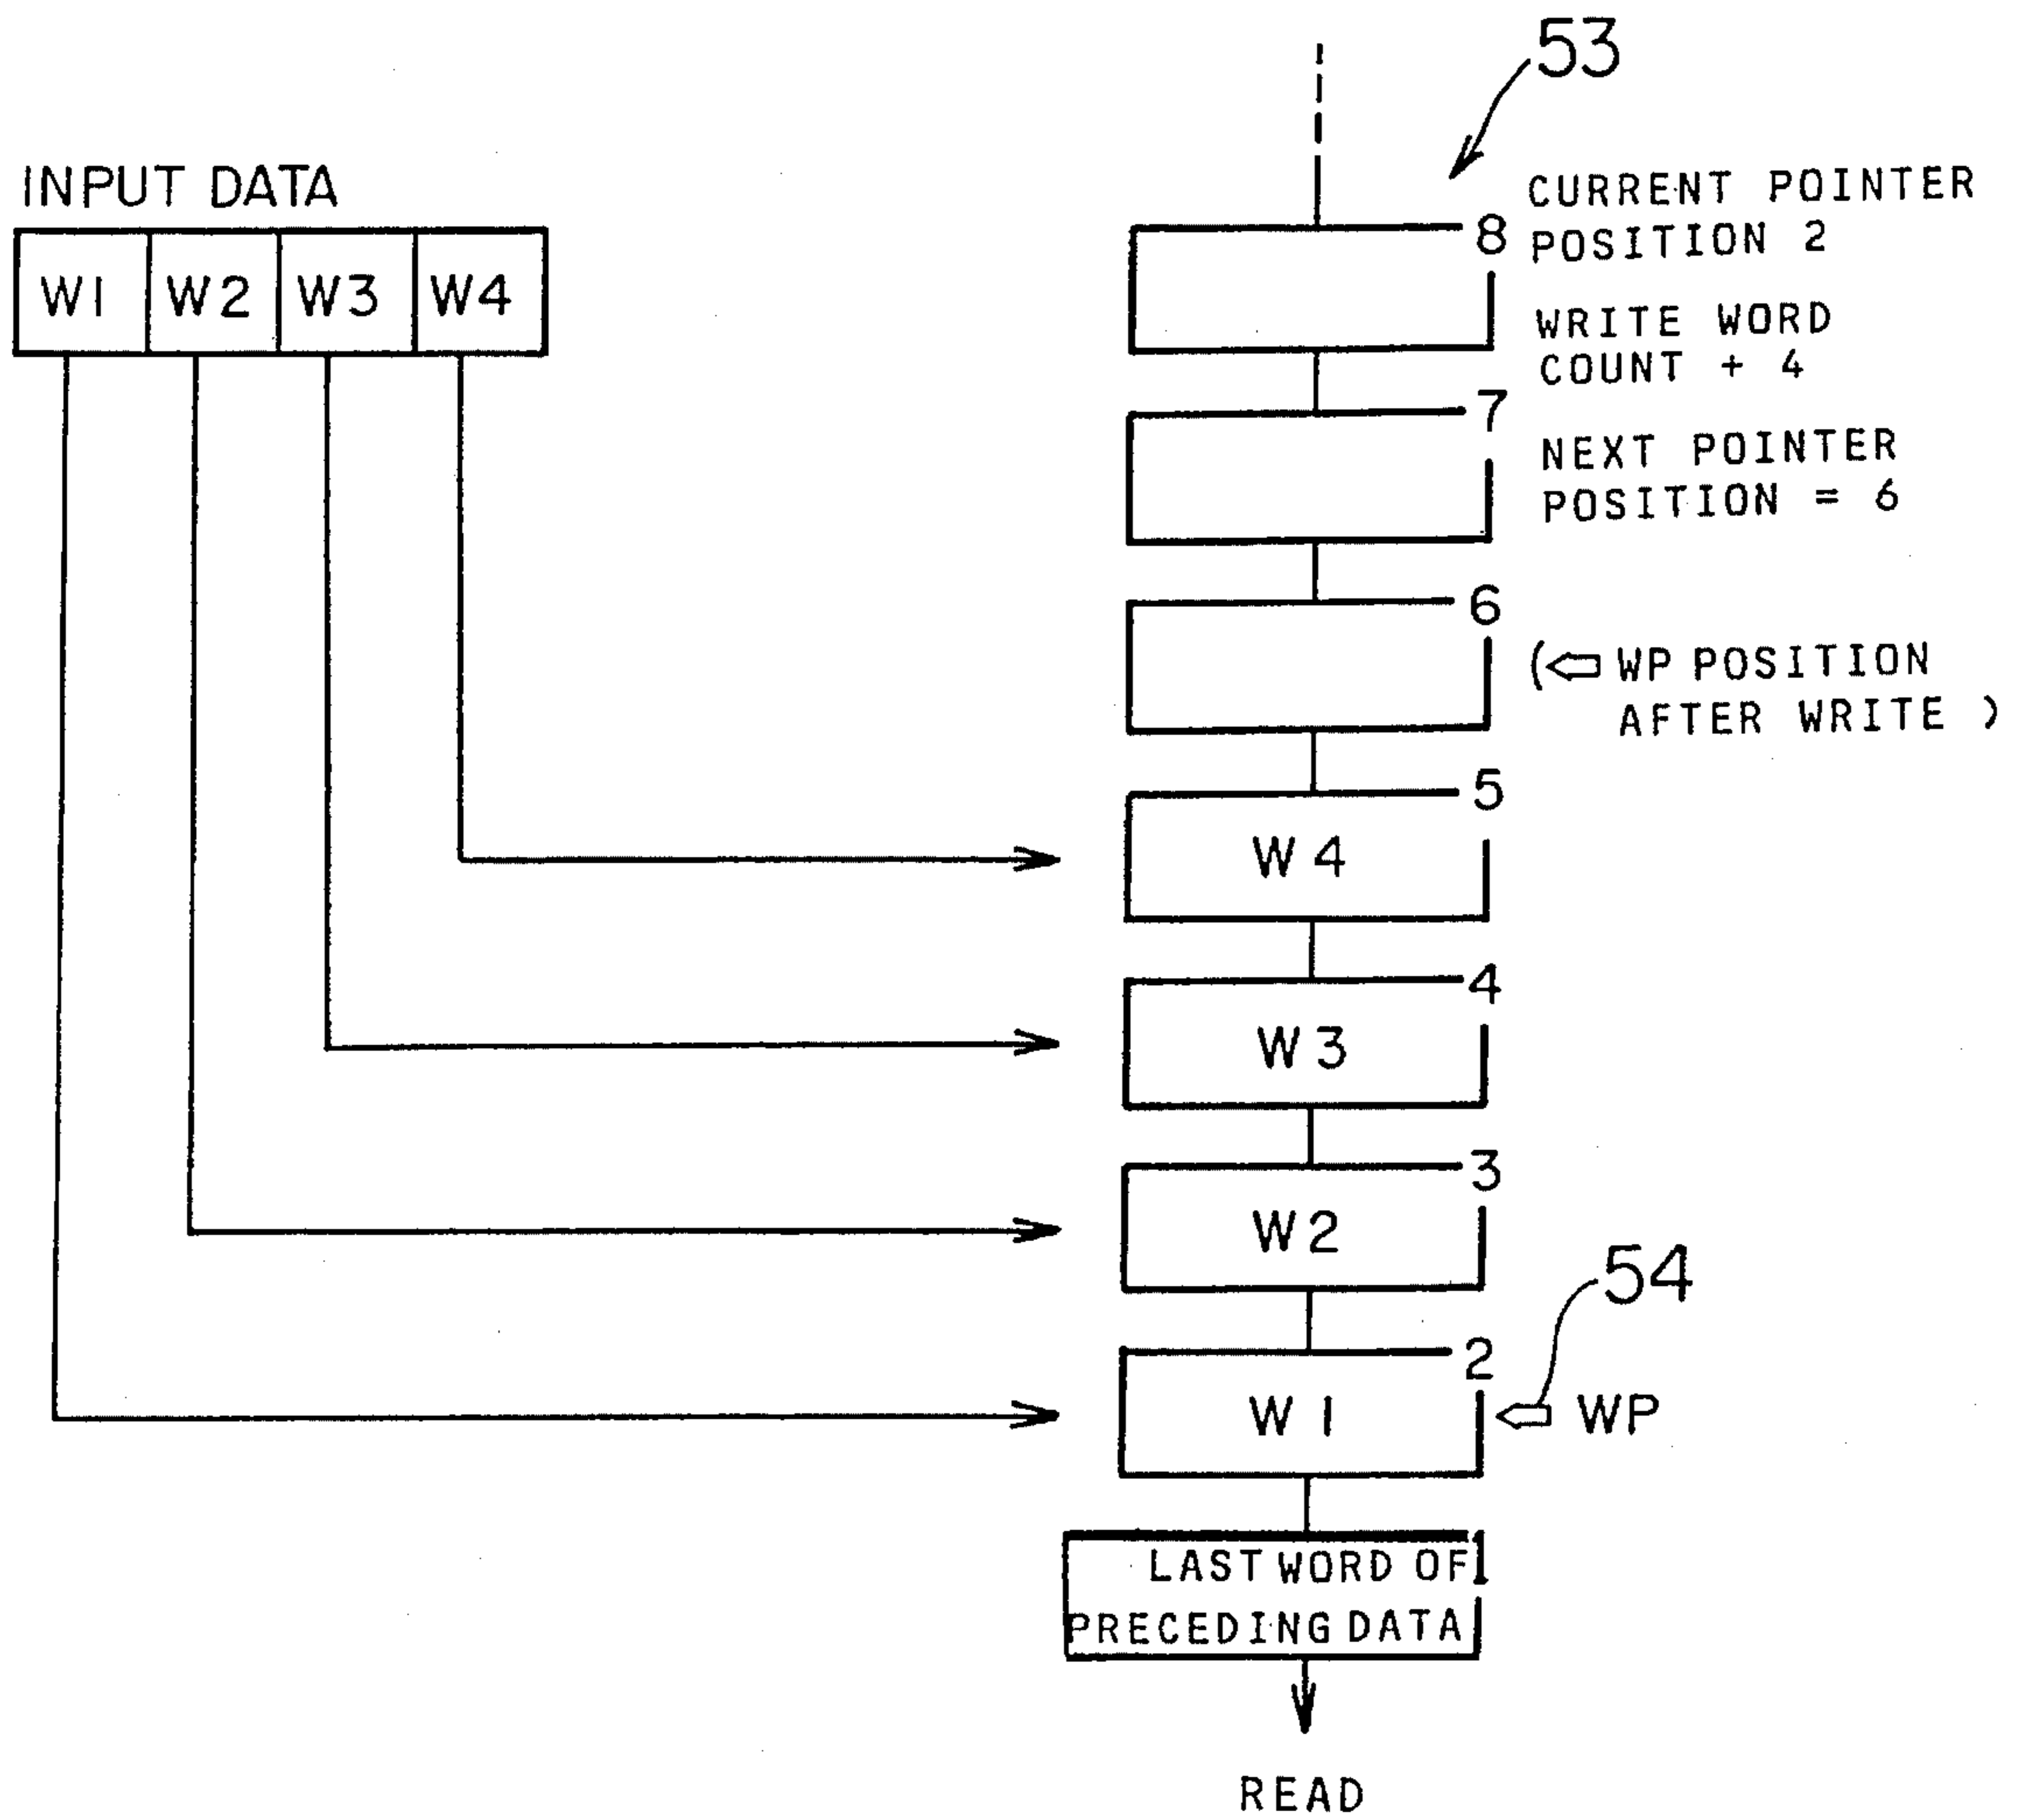 53
INPUT DATA
W1 W2 W3 W4
CURRENT POINTER
POSITION 2
8
WRITE WORD
COUNT + 4
7
NEXT POINTER
POSITION = 6
6
(⇦ WP POSITION
AFTER WRITE )
5
W4
4
W3
3
W2
54
2
W1
WP
1
LAST WORD OF
PRECEDING DATA
READ